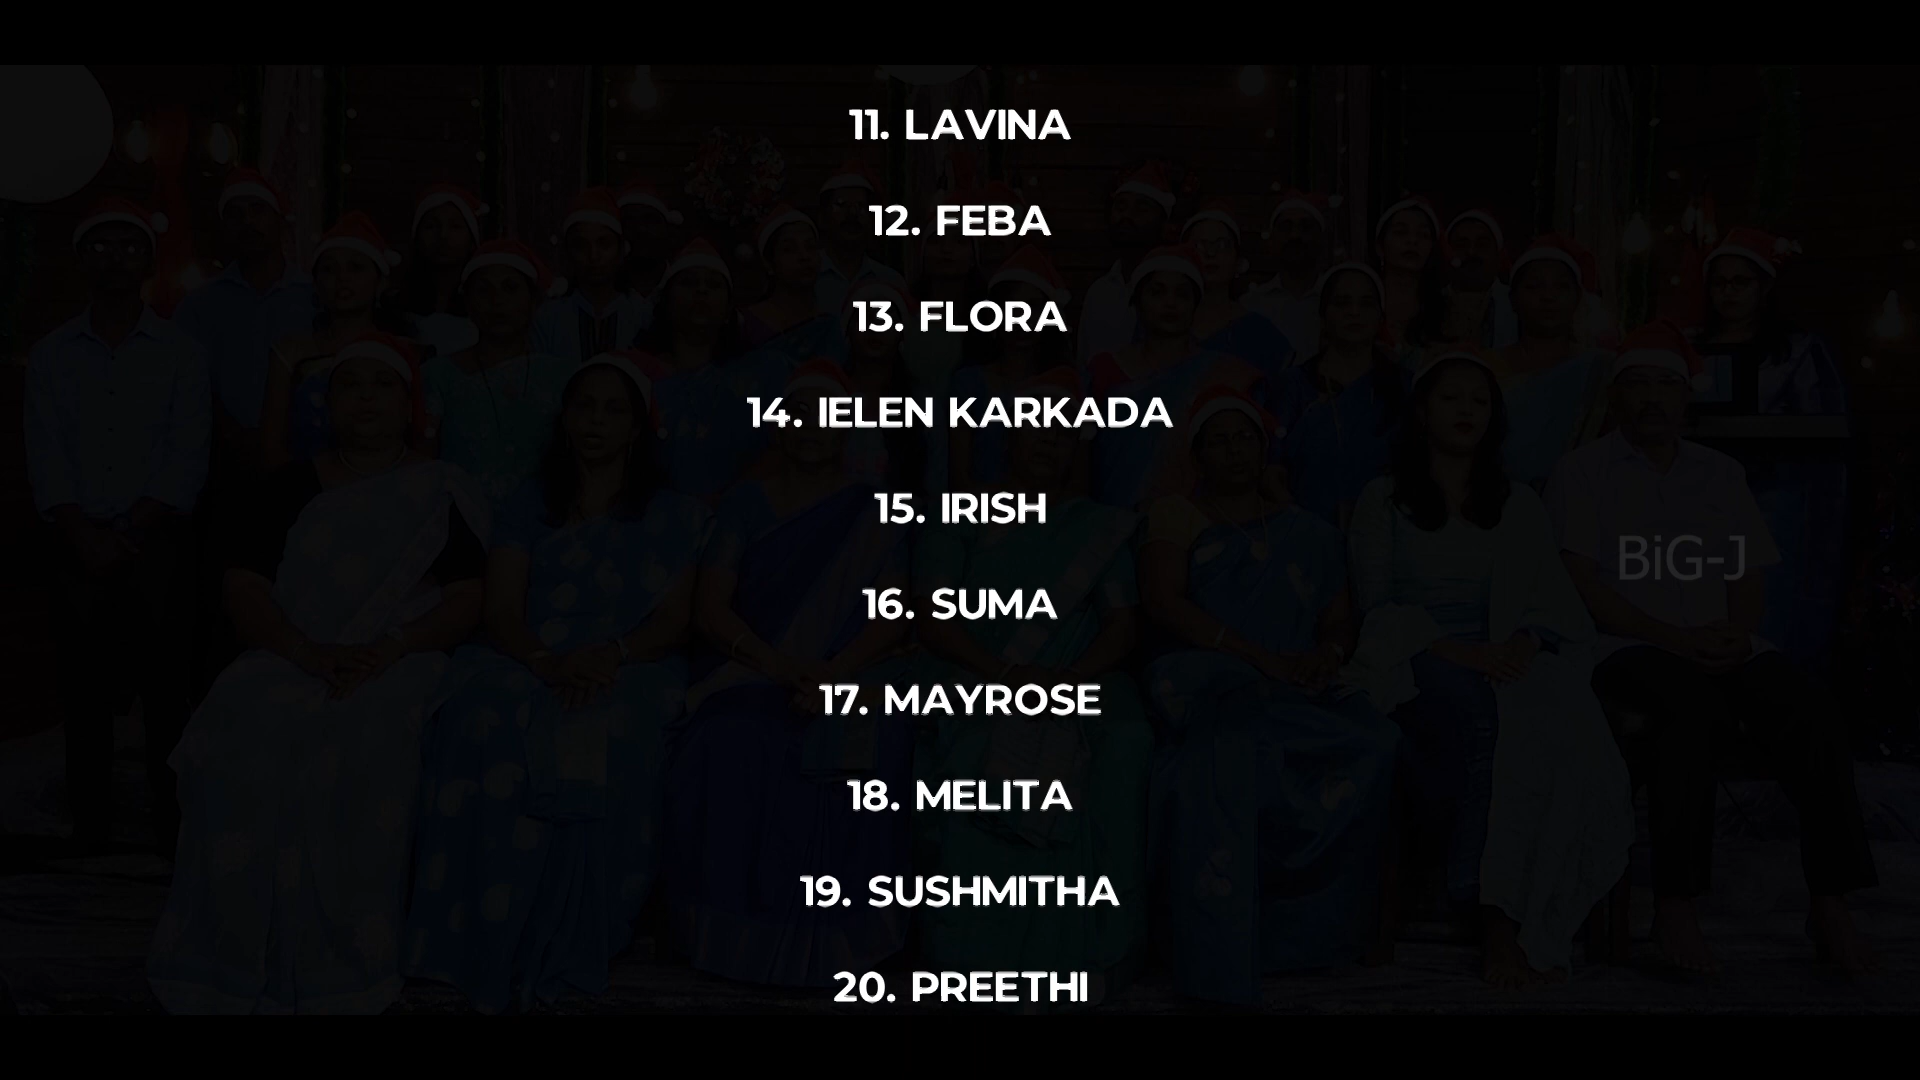 11. LAVINA
12. FEBA
13. FLORA
14. IELEN KARKADA
15. IRISH
BiG-J
16. SUMA
17. MAYROSE
18. MELITA
19. SUSHMITHA
20. PREETHI